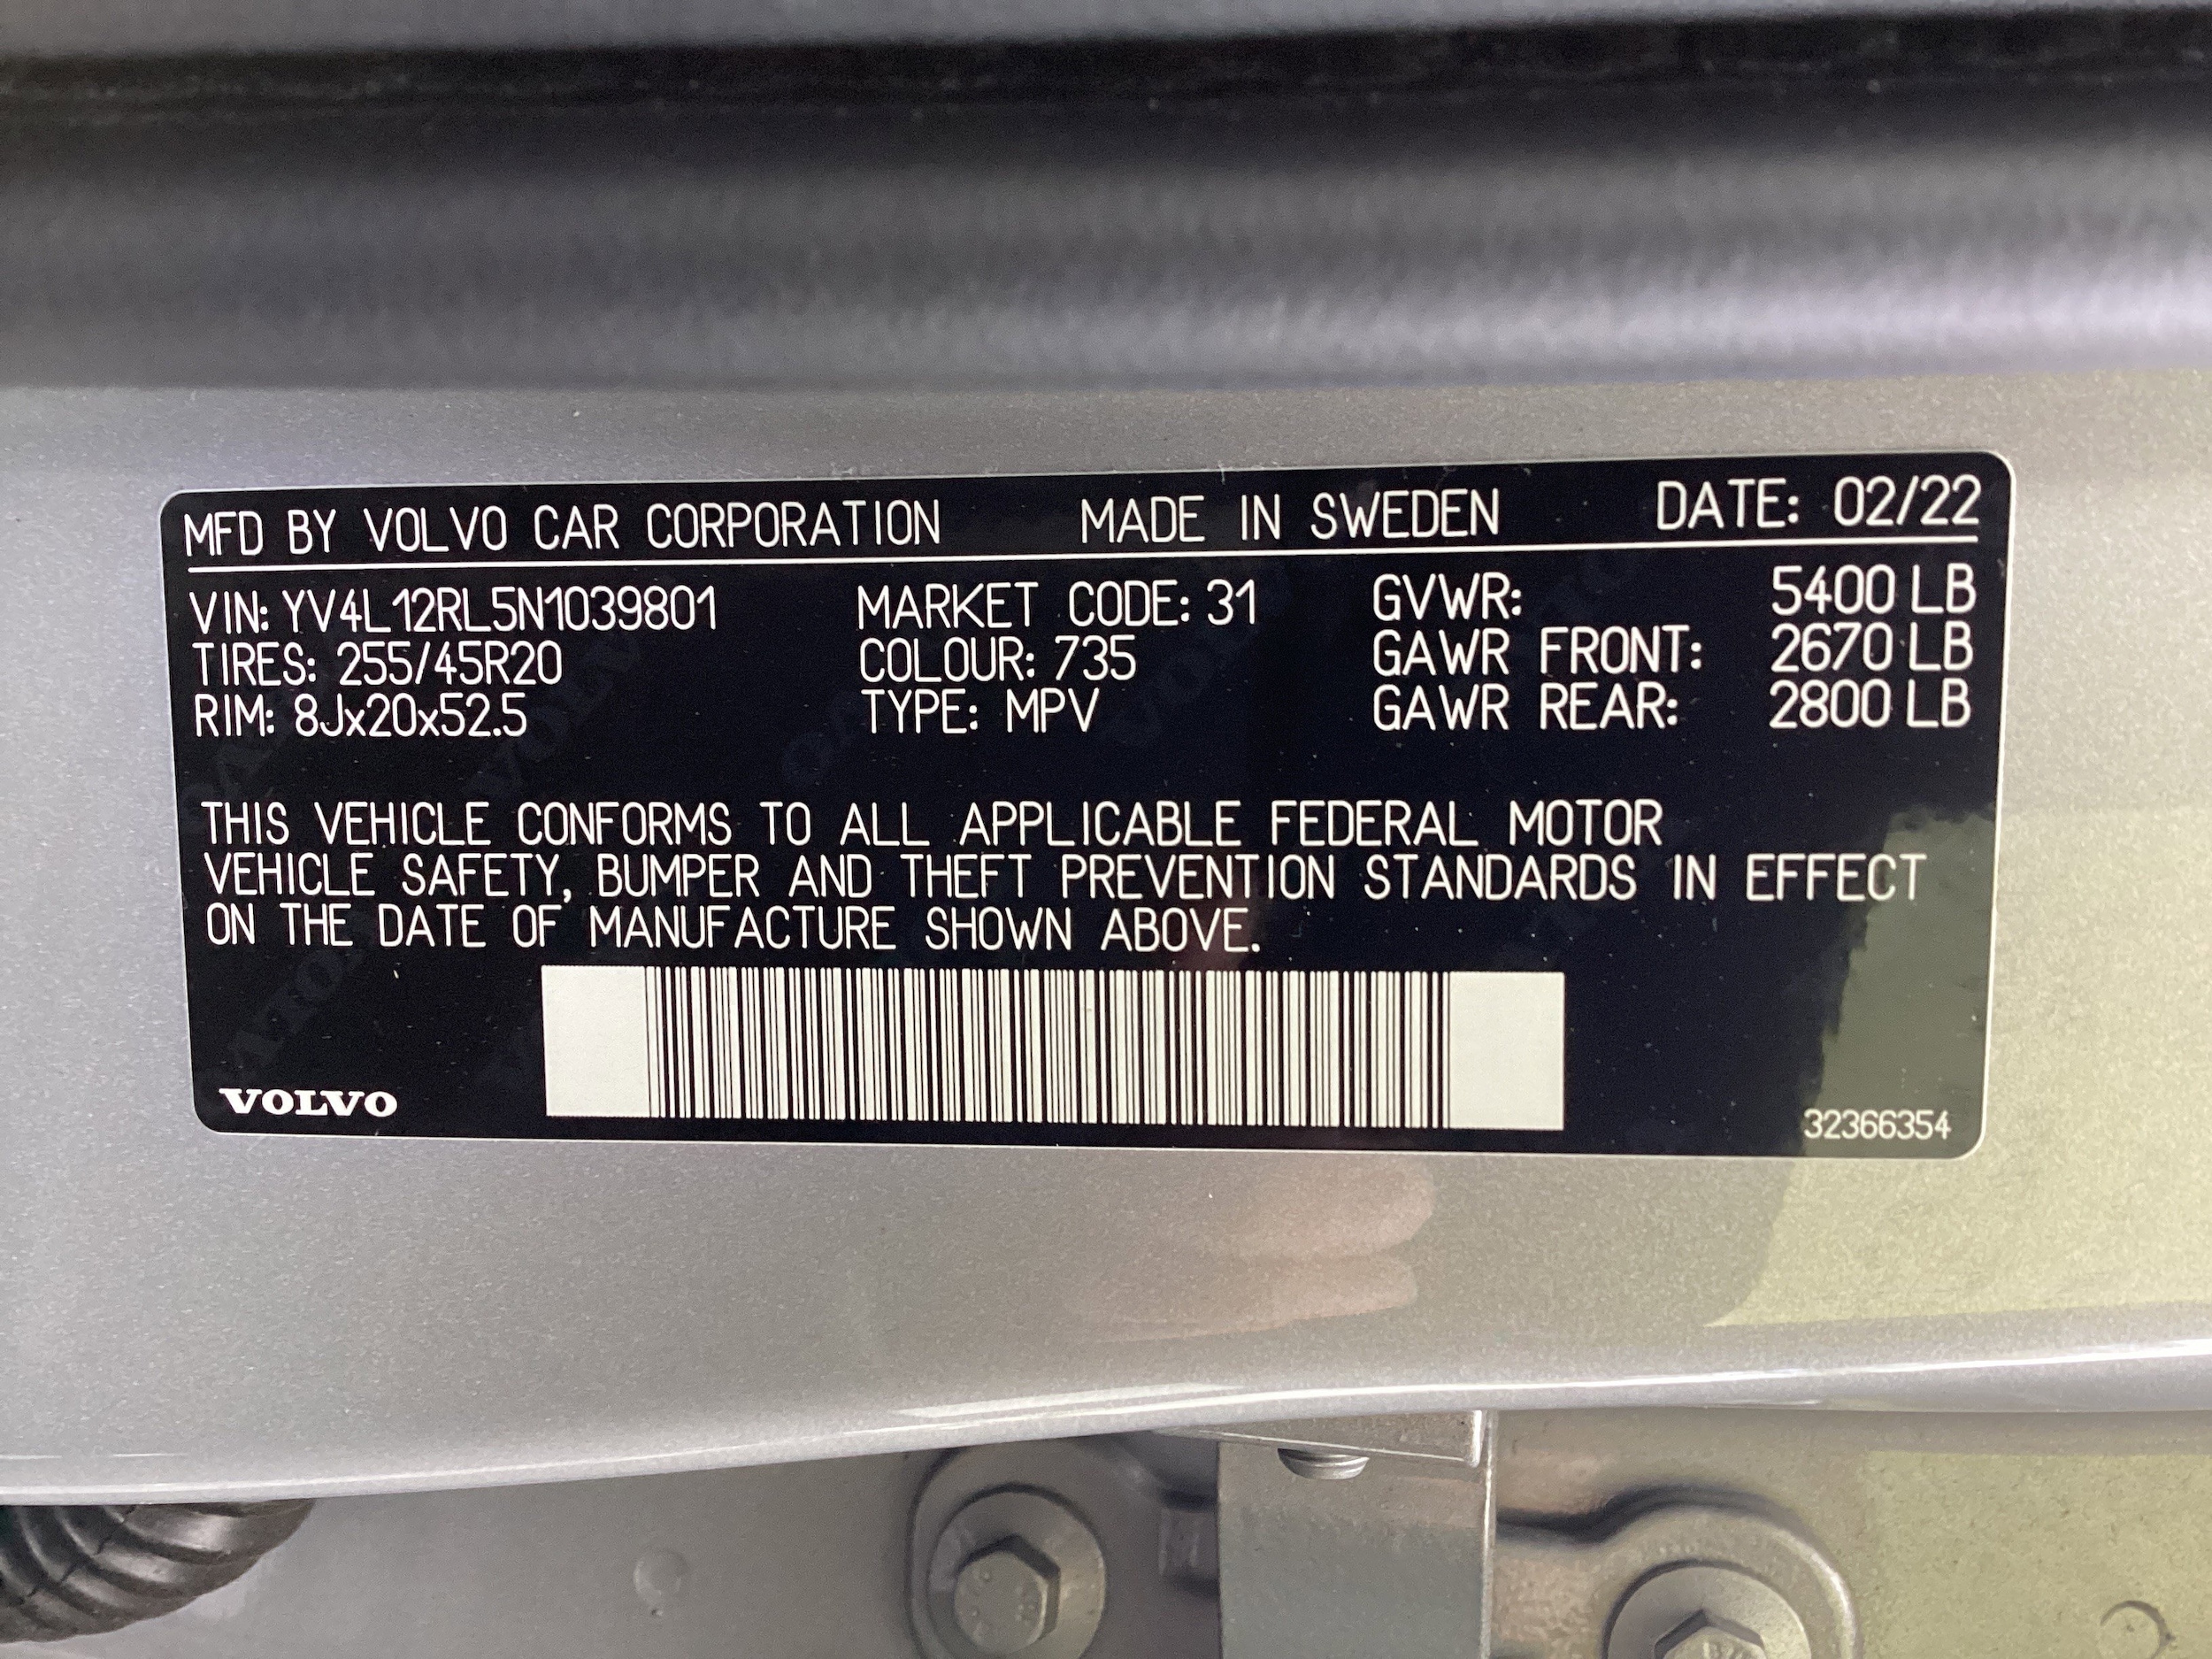 MFD BY VOLVO CAR CORPORATION MADE IN SWEDEN DATE: 02/22
VIN: YV4L12RL5N1039801 MARKET CODE: 31 GVWR: 5400 LB
TIRES: 255/45R20 COLOUR: 735 GAWR FRONT: 2670 LB
RIM: 8Jx20x52.5 TYPE: MPV GAWR REAR: 2800 LB
THIS VEHICLE CONFORMS TO ALL APPLICABLE FEDERAL MOTOR
VEHICLE SAFETY, BUMPER AND THEFT PREVENTION STANDARDS IN EFFECT
ON THE DATE OF MANUFACTURE SHOWN ABOVE.
VOLVO
32366354